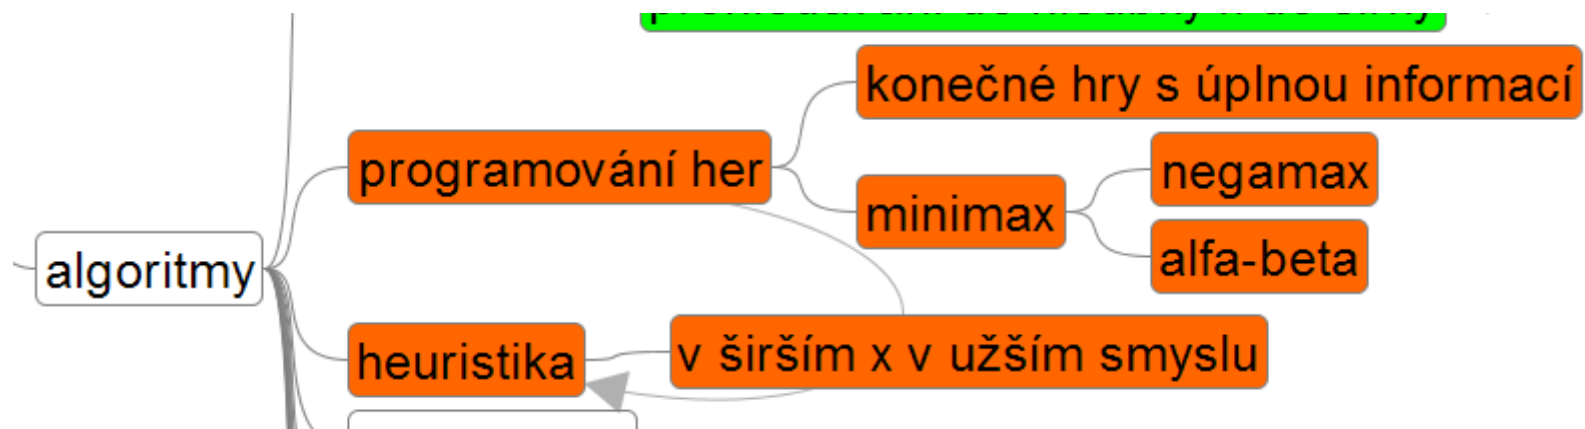 konečné hry s úplnou informací
programování her
negamax
minimax
alfa-beta
algoritmy
heuristika
v širším x v užším smyslu